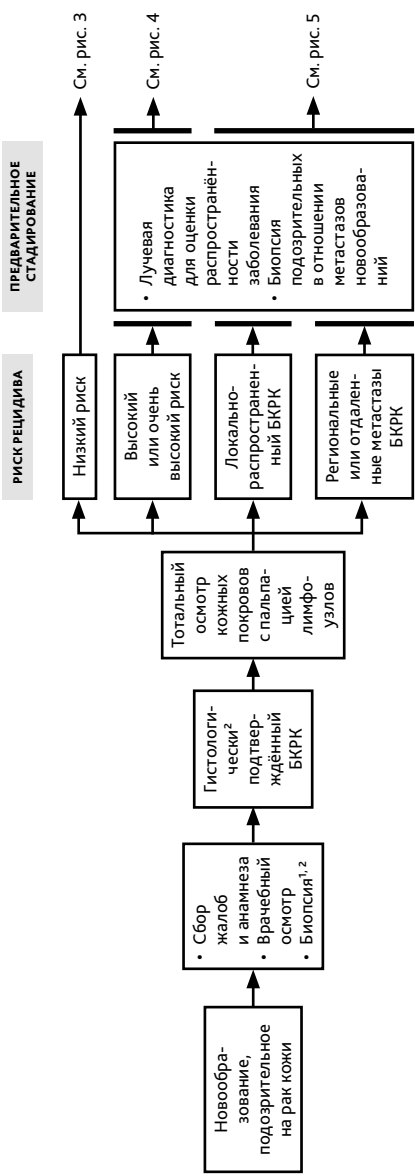 Новообра-
зование,
подозрительное
на рак кожи
• Сбор
жалоб
и анамнеза
• Врачебный
осмотр
• Биопсия¹, ²
Гистологи-
чески²
подтвер-
ждённый
БКРК
Тотальный
осмотр
кожных
покровов
с пальпа-
цией
лимфо-
узлов
РИСК РЕЦИДИВА
Низкий риск
Высокий
или очень
высокий риск
Локально-
распространен-
ный БКРК
Региональные
или отдален-
ные метастазы
БКРК
ПРЕДВАРИТЕЛЬНОЕ
СТАДИРОВАНИЕ
• Лучевая
диагностика
для оценки
распространён-
ности
заболевания
• Биопсия
подозрительных
в отношении
метастазов
новообразова-
ний
См. рис. 3
См. рис. 4
См. рис. 5